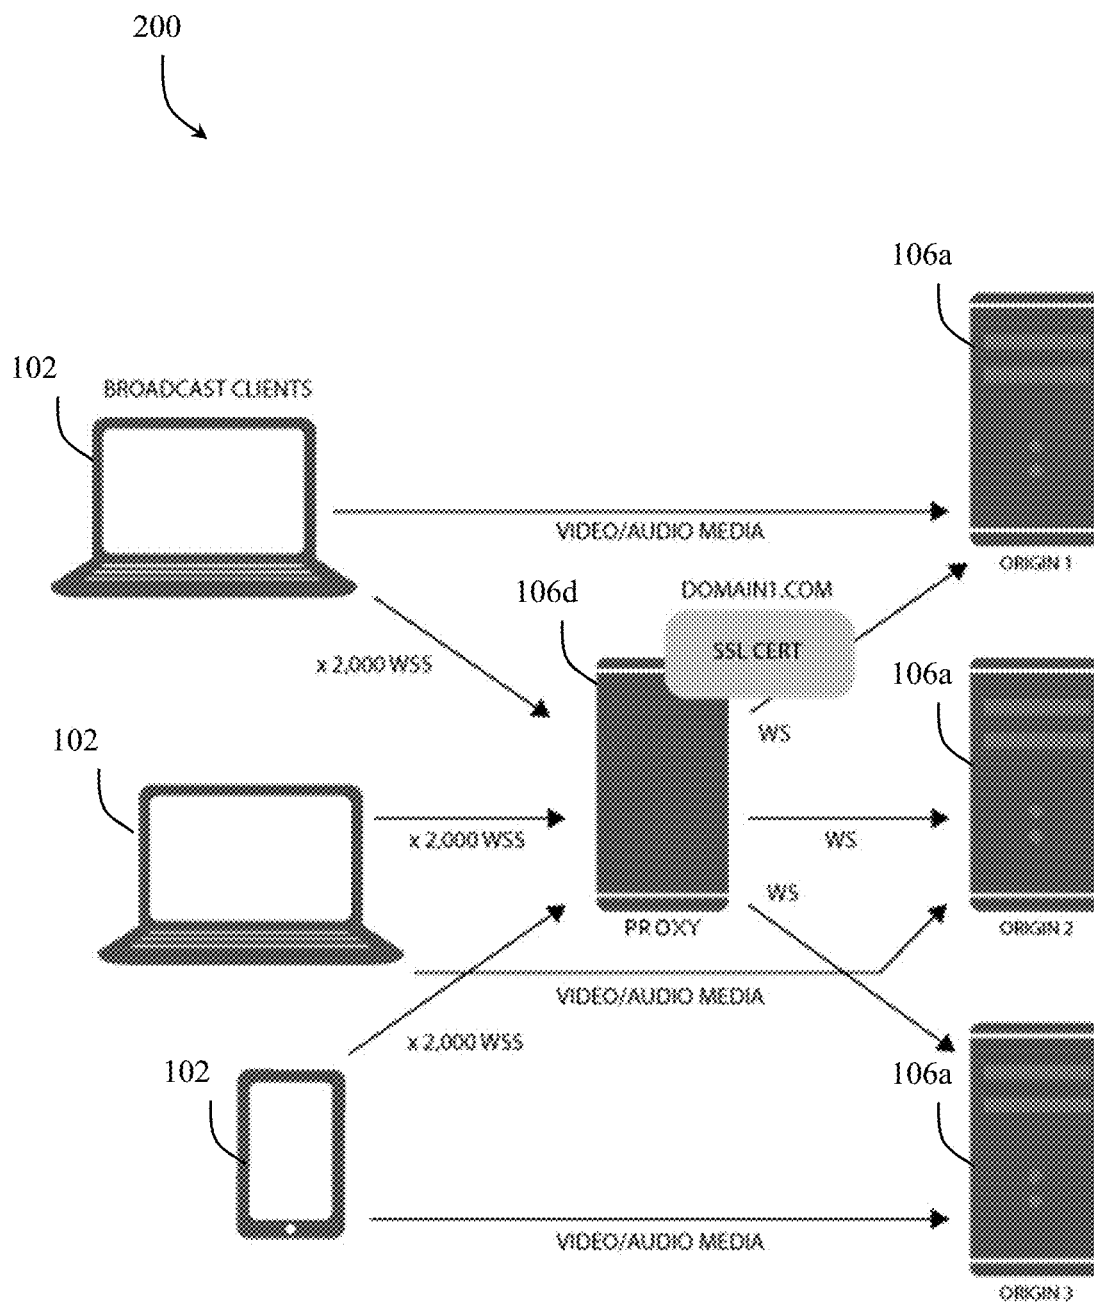 200
106a
102
BROADCAST CLIENTS
VIDEO/AUDIO MEDIA
ORIGIN 1
106d
DOMAIN1.COM
SSL CERT
x 2,000 WSS
WS
106a
102
x 2,000 WSS
WS
WS
PROXY
ORIGIN 2
VIDEO/AUDIO MEDIA
x 2,000 WSS
102
106a
VIDEO/AUDIO MEDIA
ORIGIN 3